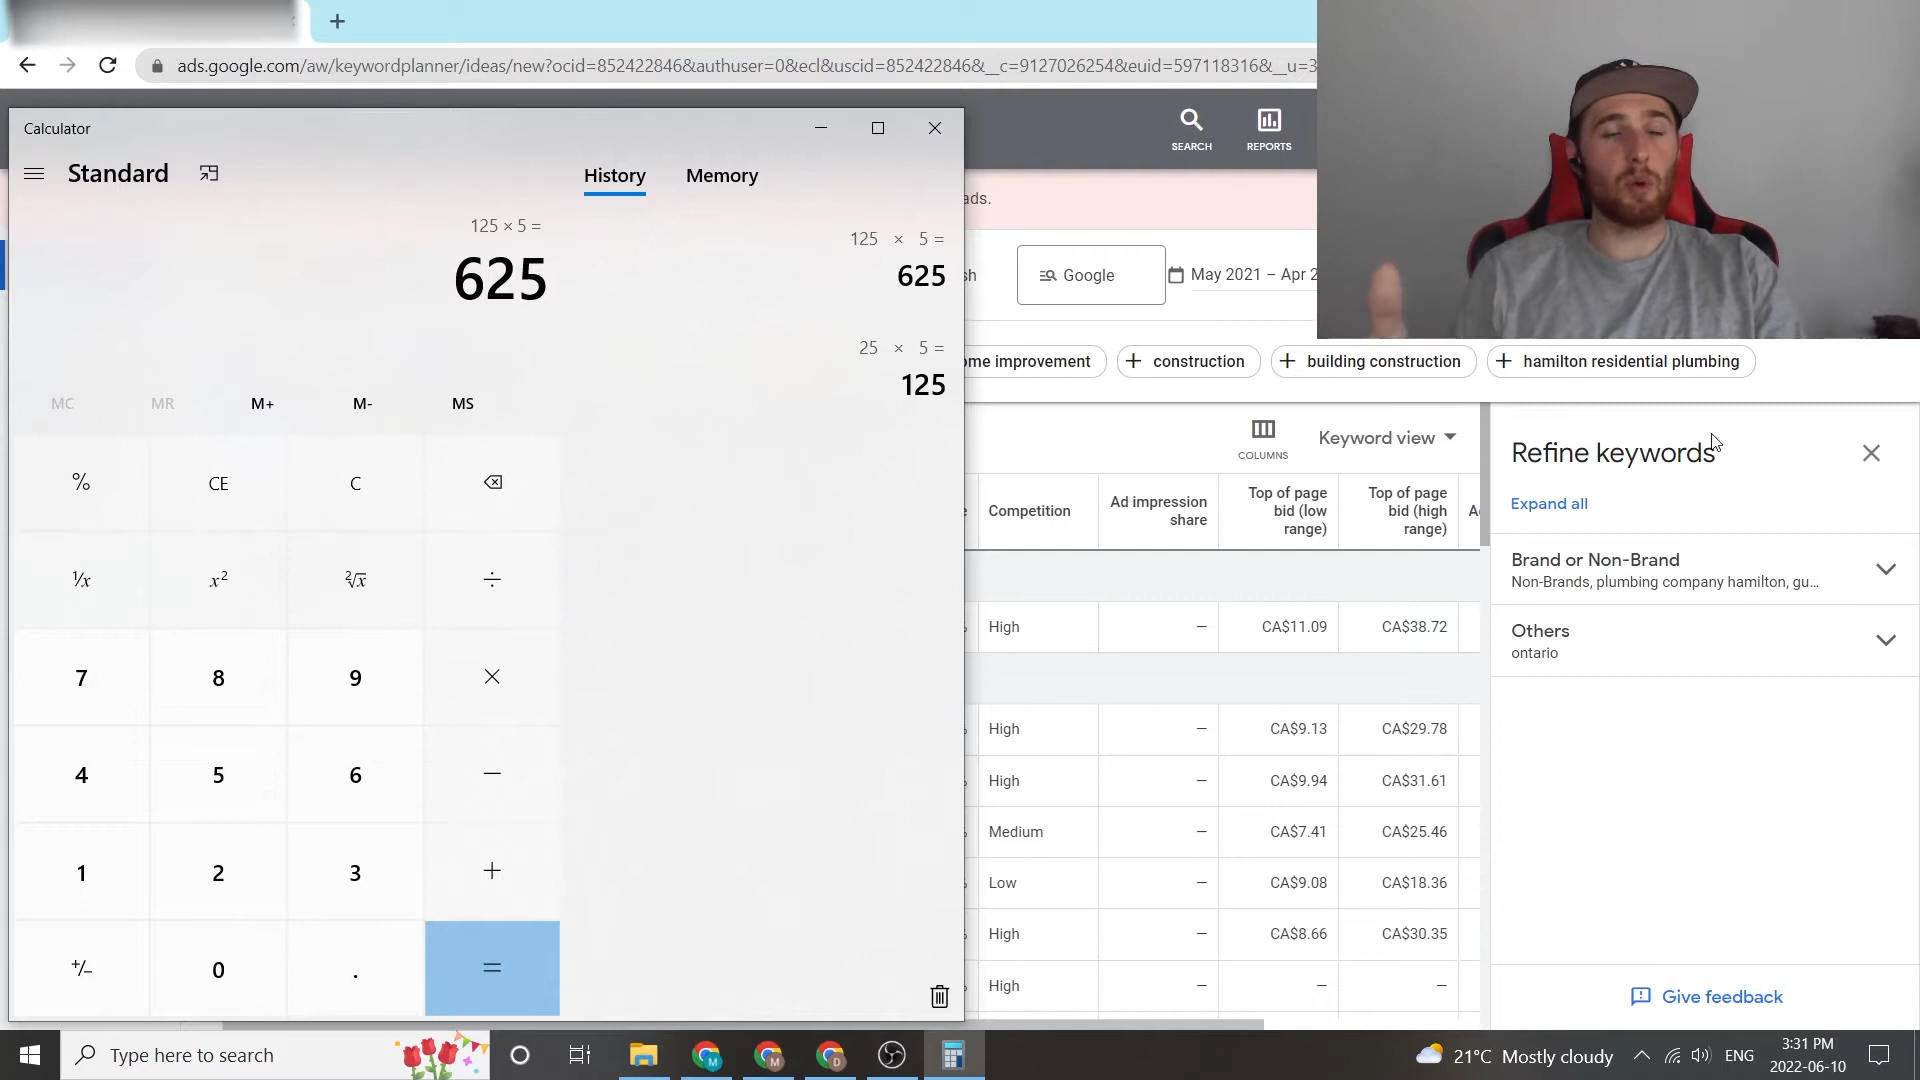 ads.google.com/aw/keywordplanner/ideas/new?ocid=852422846&authuser=0&ecl&uscid=852422846&__c=9127026254&euid=597118316&__u=3
Calculator
Standard
History
Memory
125 × 5 =
625
125 × 5 =
625
25 × 5 =
125
MC
MR
M+
M-
MS
%
CE
C
¹/x
x²
²√x
÷
7
8
9
×
4
5
6
−
1
2
3
+
+/−
0
.
=
SEARCH
REPORTS
ads.
sh
Google
May 2021 – Apr 2
ome improvement
+ construction
+ building construction
+ hamilton residential plumbing
COLUMNS
Keyword view
Competition
Ad impression share
Top of page bid (low range)
Top of page bid (high range)
High – CA$11.09 CA$38.72
High – CA$9.13 CA$29.78
High – CA$9.94 CA$31.61
Medium – CA$7.41 CA$25.46
Low – CA$9.08 CA$18.36
High – CA$8.66 CA$30.35
High – – –
Refine keywords
Expand all
Brand or Non-Brand
Non-Brands, plumbing company hamilton, gu...
Others
ontario
Give feedback
Type here to search
21°C Mostly cloudy
ENG
3:31 PM
2022-06-10